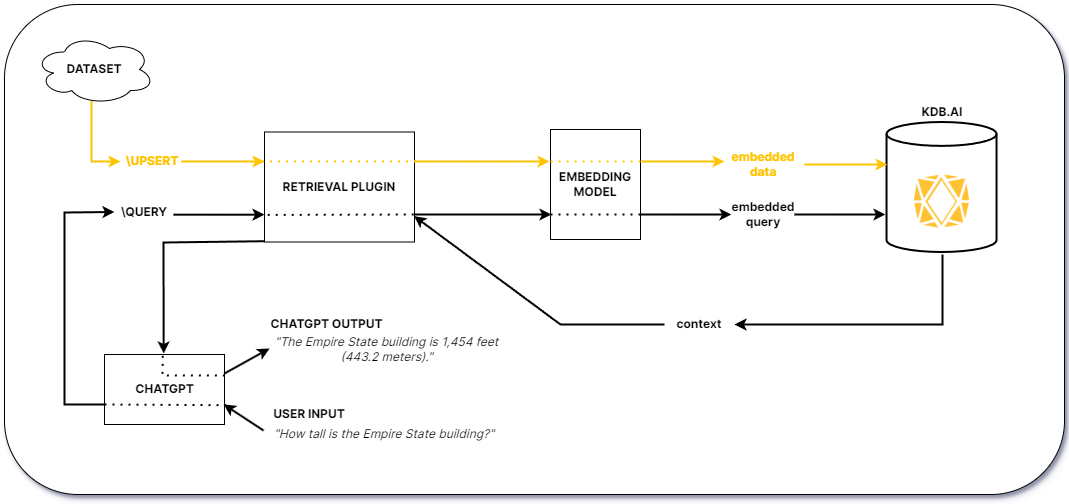 DATASET
KDB.AI
\UPSERT
embedded
data
RETRIEVAL PLUGIN
EMBEDDING
MODEL
\QUERY
embedded
query
context
CHATGPT OUTPUT
"The Empire State building is 1,454 feet
(443.2 meters)."
CHATGPT
USER INPUT
"How tall is the Empire State building?"